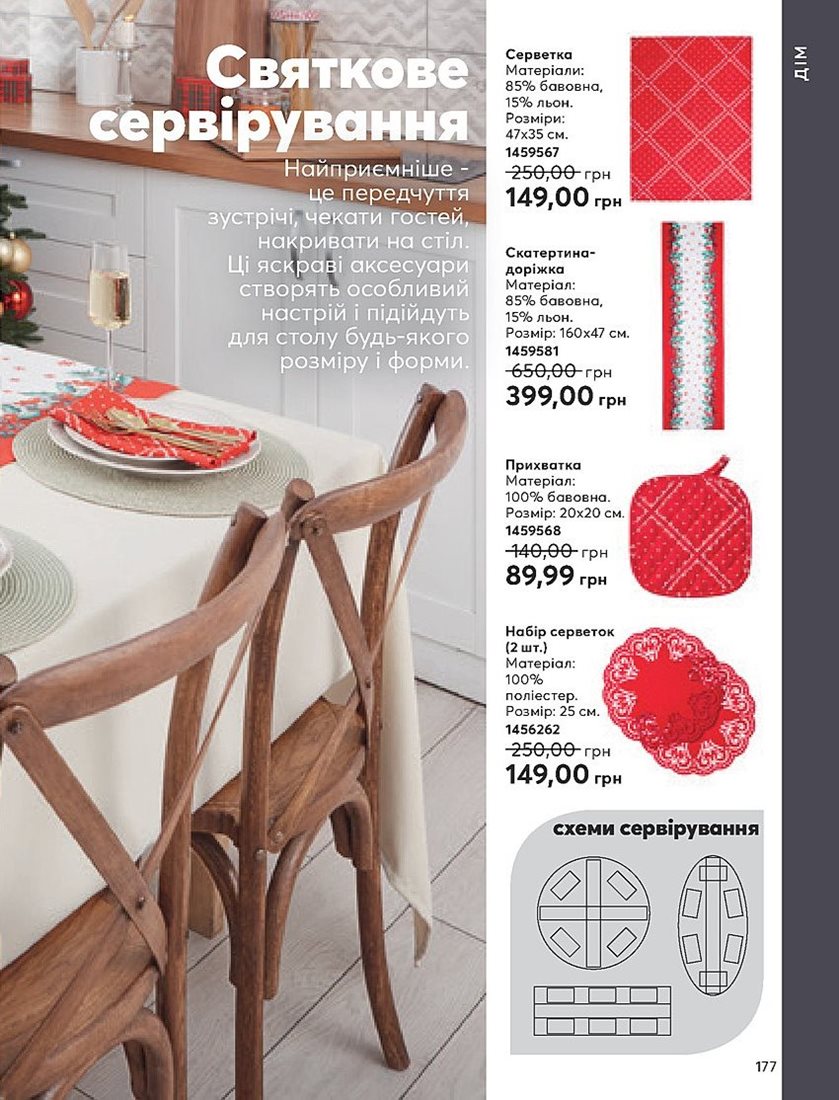 Святкове
сервірування
Найприємніше -
це передчуття
зустрічі, чекати гостей,
накривати на стіл.
Ці яскраві аксесуари
створять особливий
настрій і підійдуть
для столу будь-якого
розміру і форми.
ДІМ
Серветка
Матеріали:
85% бавовна,
15% льон.
Розміри:
47х35 см.
1459567
250,00 грн
149,00 грн
Скатертина-
доріжка
Матеріал:
85% бавовна,
15% льон.
Розмір: 160х47 см.
1459581
650,00 грн
399,00 грн
Прихватка
Матеріал:
100% бавовна.
Розмір: 20х20 см.
1459568
140,00 грн
89,99 грн
Набір серветок
(2 шт.)
Матеріал:
100%
поліестер.
Розмір: 25 см.
1456262
250,00 грн
149,00 грн
схеми сервірування
177